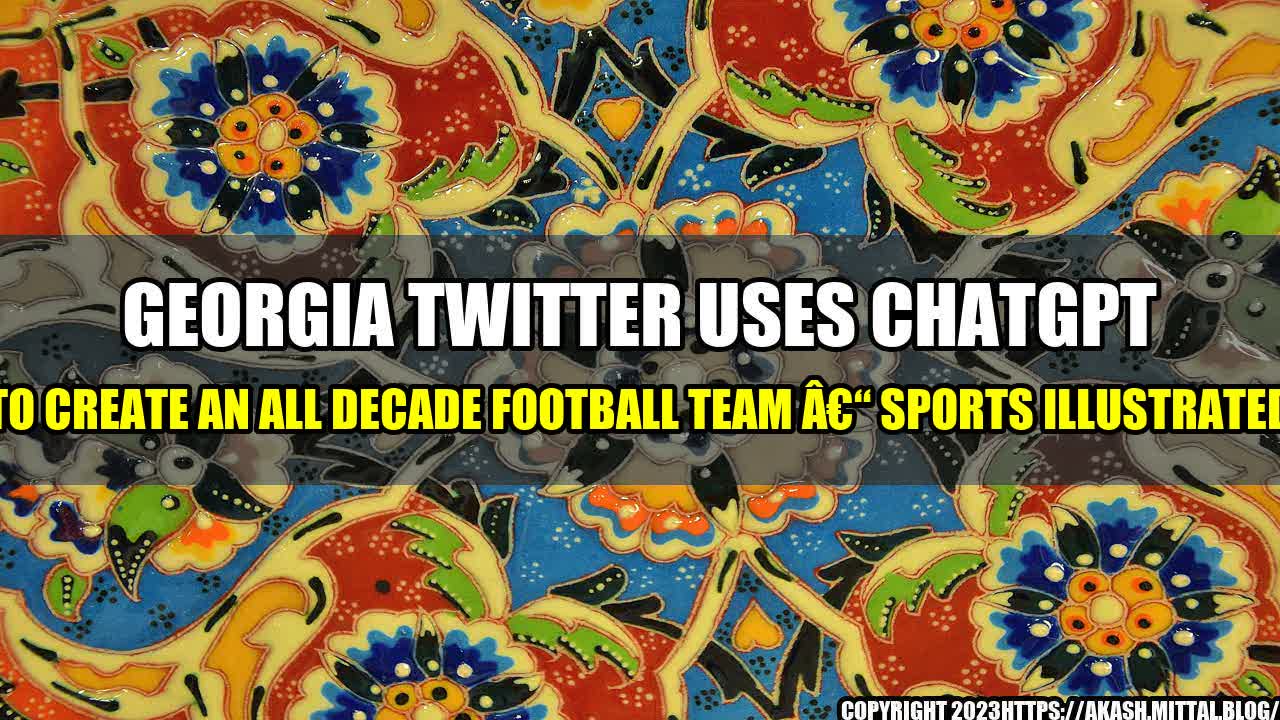 GEORGIA TWITTER USES CHATGPT
TO CREATE AN ALL DECADE FOOTBALL TEAM Â€“ SPORTS ILLUSTRATED
COPYRIGHT 2023HTTPS://AKASH.MITTAL.BLOG/